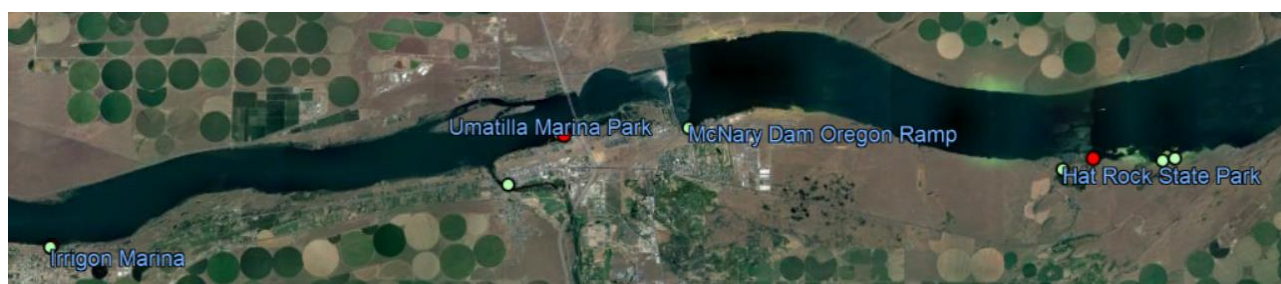 Umatilla Marina Park
McNary Dam Oregon Ramp
Hat Rock State Park
Irrigon Marina